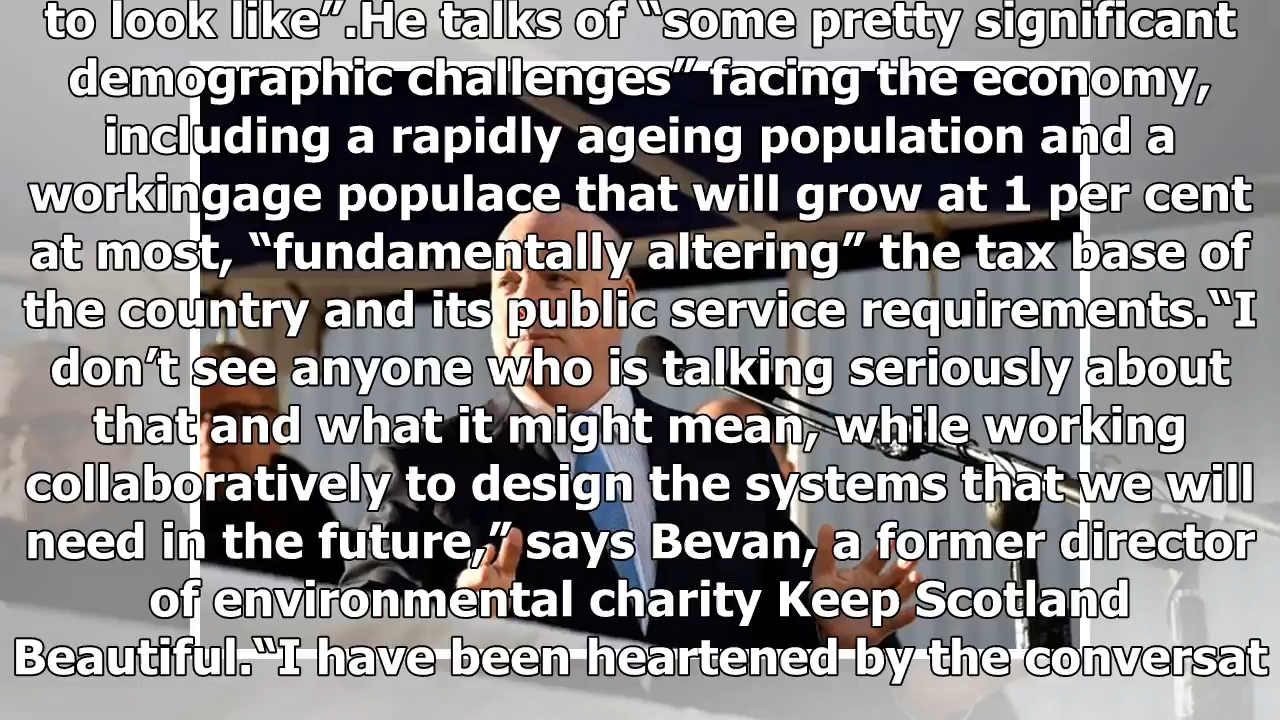 to look like”.He talks of “some pretty significant
demographic challenges” facing the economy,
including a rapidly ageing population and a
workingage populace that will grow at 1 per cent
at most, “fundamentally altering” the tax base of
the country and its public service requirements.“I
don’t see anyone who is talking seriously about
that and what it might mean, while working
collaboratively to design the systems that we will
need in the future,” says Bevan, a former director
of environmental charity Keep Scotland
Beautiful.“I have been heartened by the conversat